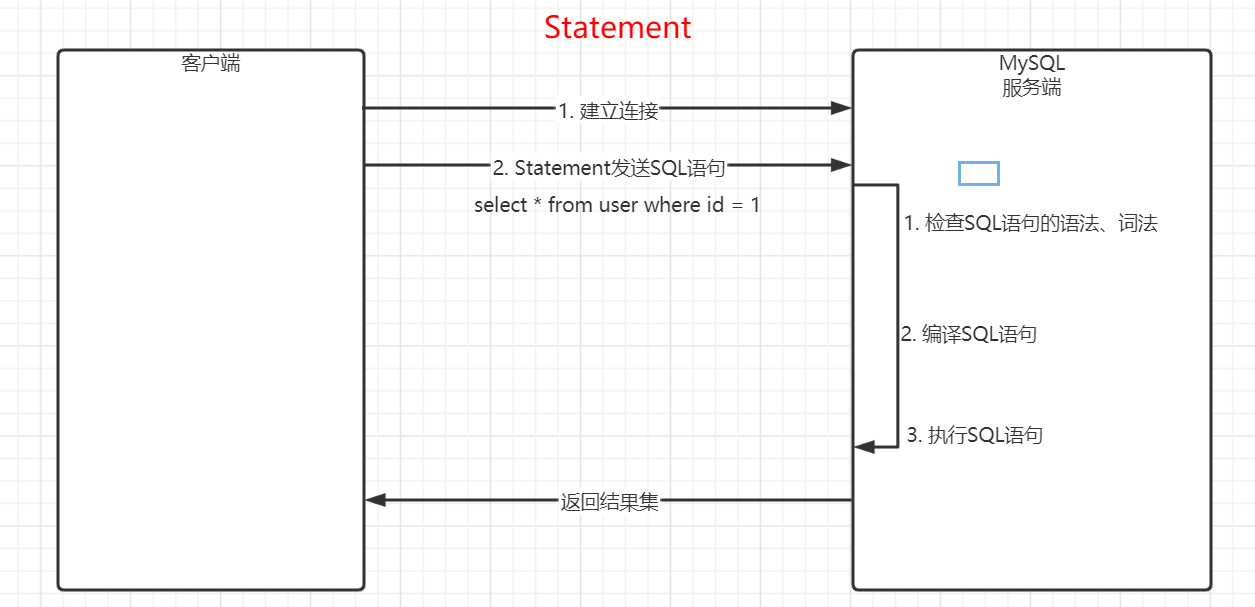 Statement
客户端
MySQL
服务端
1. 建立连接
2. Statement发送SQL语句
select * from user where id = 1
1. 检查SQL语句的语法、词法
2. 编译SQL语句
3. 执行SQL语句
返回结果集